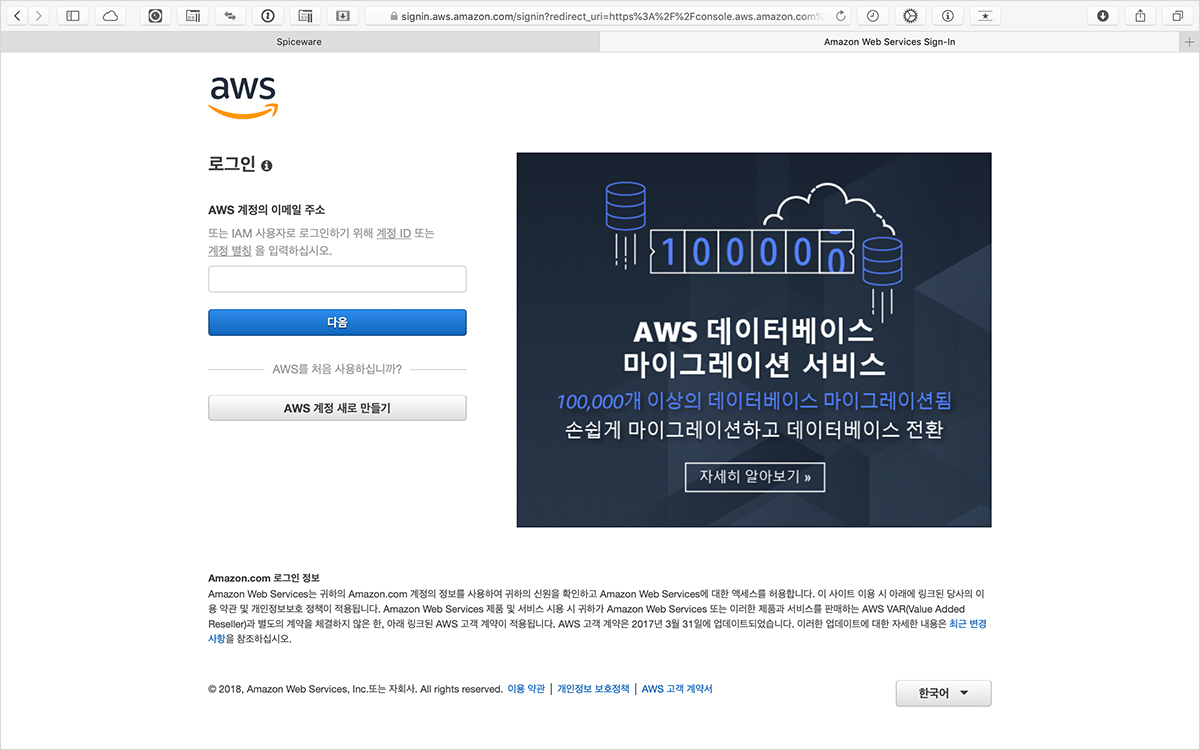 signin.aws.amazon.com/signin?redirect_uri=https%3A%2F%2Fconsole.aws.amazon.com%
Spiceware
Amazon Web Services Sign-In
aws
로그인
AWS 계정의 이메일 주소
또는 IAM 사용자로 로그인하기 위해 계정 ID 또는
계정 별칭 을 입력하십시오.
다음
AWS를 처음 사용하십니까?
AWS 계정 새로 만들기
100000
AWS 데이터베이스
마이그레이션 서비스
100,000개 이상의 데이터베이스 마이그레이션됨
손쉽게 마이그레이션하고 데이터베이스 전환
자세히 알아보기 »
Amazon.com 로그인 정보
Amazon Web Services는 귀하의 Amazon.com 계정의 정보를 사용하여 귀하의 신원을 확인하고 Amazon Web Services에 대한 액세스를 허용합니다. 이 사이트 이용 시 아래에 링크된 당사의 이
용 약관 및 개인정보보호 정책이 적용됩니다. Amazon Web Services 제품 및 서비스 사용 시 귀하가 Amazon Web Services 또는 이러한 제품과 서비스를 판매하는 AWS VAR(Value Added
Reseller)과 별도의 계약을 체결하지 않은 한, 아래 링크된 AWS 고객 계약이 적용됩니다. AWS 고객 계약은 2017년 3월 31일에 업데이트되었습니다. 이러한 업데이트에 대한 자세한 내용은 최근 변경
사항을 참조하십시오.
© 2018, Amazon Web Services, Inc.또는 자회사. All rights reserved. 이용 약관 | 개인정보 보호정책 | AWS 고객 계약서
한국어